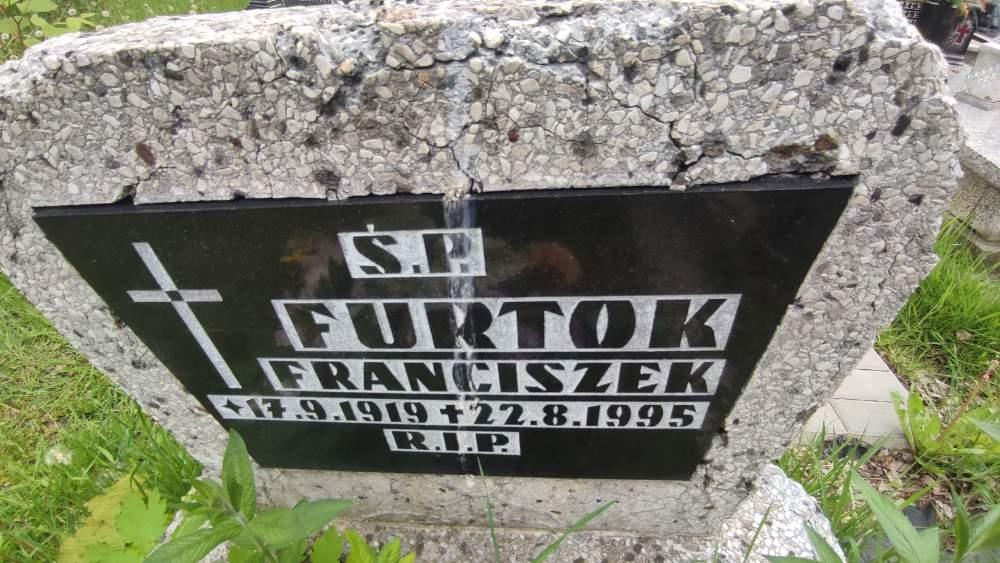 Ś.P.
FURTOK
FRANCISZEK
✦17.9.1919 ✝22.8.1995
R.I.P.